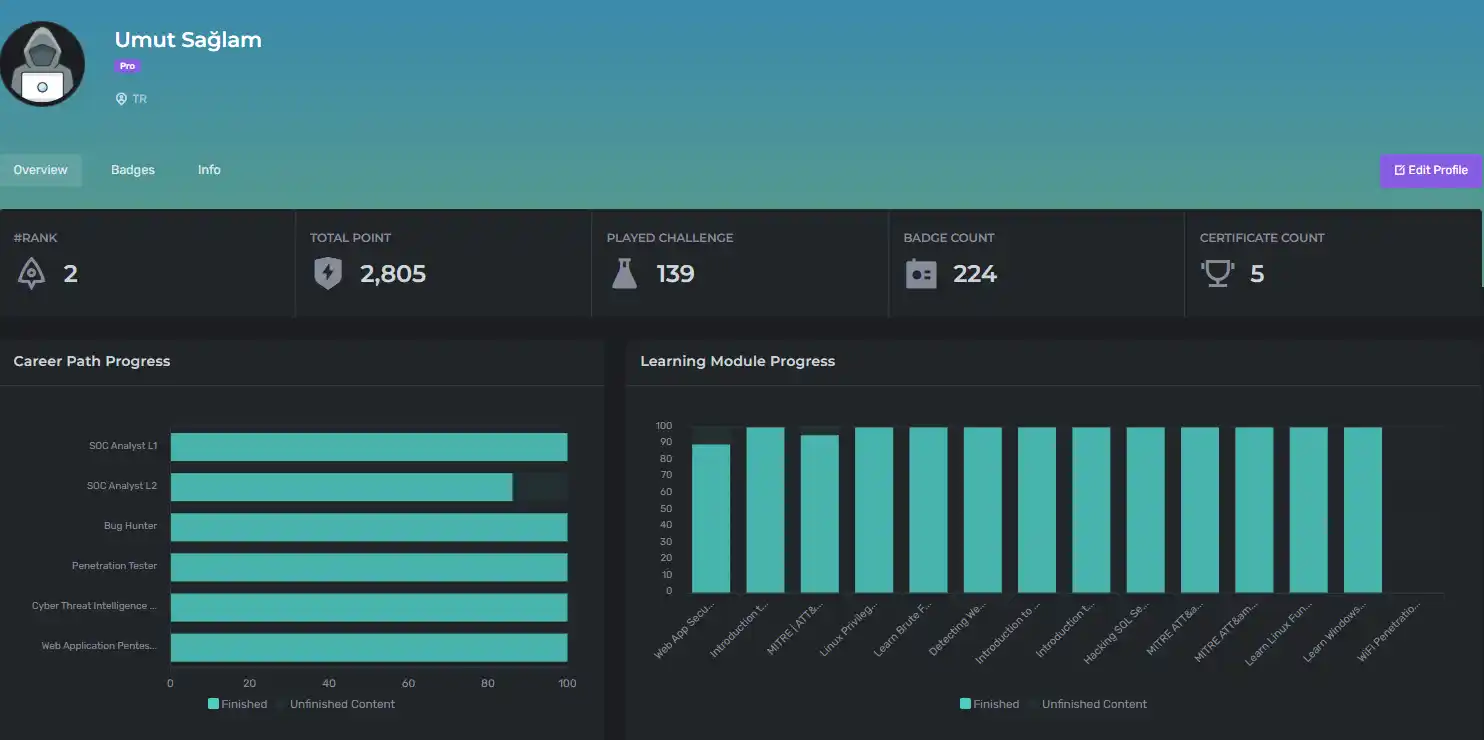 Umut Sağlam
Pro
TR
Overview Badges Info Edit Profile
#RANK TOTAL POINT PLAYED CHALLENGE BADGE COUNT CERTIFICATE COUNT
2 2,805 139 224 5
Career Path Progress
SOC Analyst L1
SOC Analyst L2
Bug Hunter
Penetration Tester
Cyber Threat Intelligence ...
Web Application Pentes...
0 20 40 60 80 100
Finished Unfinished Content
Learning Module Progress
100
90
80
70
60
50
40
30
20
10
0
Web App Secu...
Introduction t...
MITRE | ATT&...
Linux Privileg...
Learn Brute F...
Detecting We...
Introduction to ...
Introduction t...
Hacking SQL Se...
MITRE ATT&a...
MITRE ATT&am...
Learn Linux Fun...
Learn Windows...
WiFi Penetratio...
Finished Unfinished Content